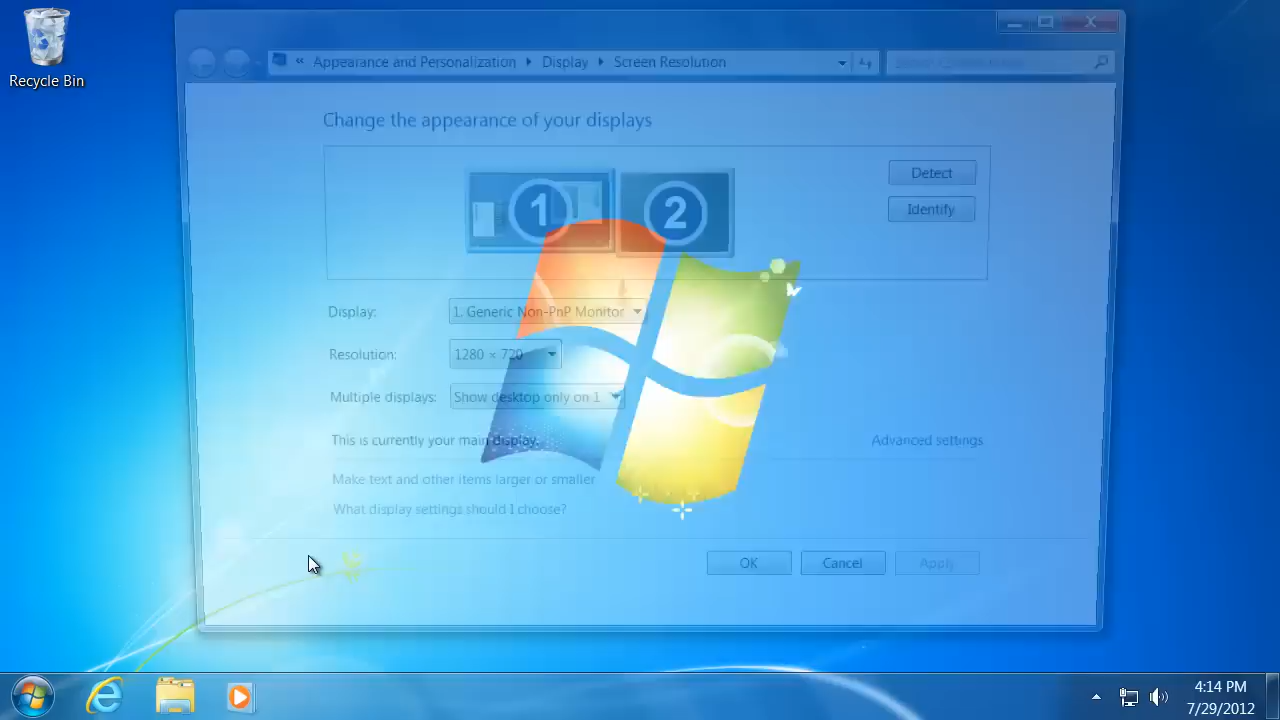 Recycle Bin
« Appearance and Personalization Display Screen Resolution
Change the appearance of your displays
1 2
Detect
Identify
Display: 1. Generic Non-PnP Monitor
Resolution: 1280 × 720
Multiple displays: Show desktop only on 1
This is currently your main display. Advanced settings
Make text and other items larger or smaller
What display settings should I choose?
OK Cancel Apply
4:14 PM
7/29/2012